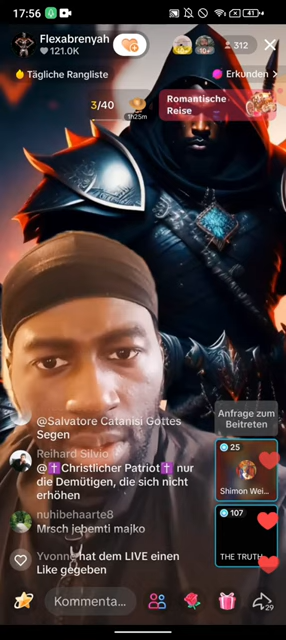 17:56
41
Flexabrenyah
121.0K
10+
312
Tägliche Rangliste
Erkunden >
3/40
1h25m
Romantische
Reise
@Salvatore Catanisi Gottes
Segen
Reihard Silvio
@✝️Christlicher Patriot✝️ nur
die Demütigen, die sich nicht
erhöhen
nuhibehaarte8
Mrsch jebemti majko
Yvonne hat dem LIVE einen
Like gegeben
Anfrage zum
Beitreten
25
Shimon Wei...
107
THE TRUTH
Kommenta...
29